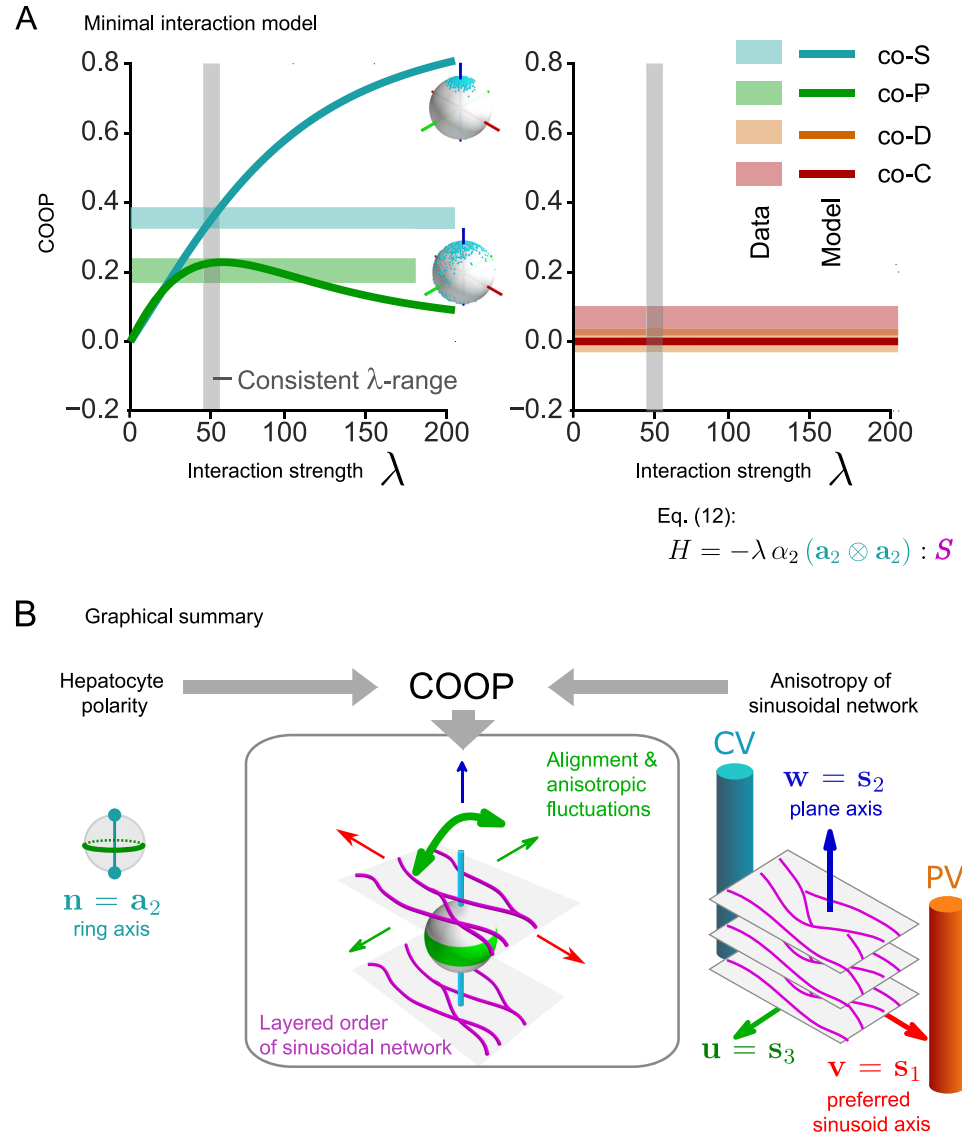 A
Minimal interaction model
COOP
0.8
0.6
0.4
0.2
0.0
−0.2
0 50 100 150 200
Interaction strength λ
Consistent λ-range
0.8
0.6
0.4
0.2
0.0
−0.2
0 50 100 150 200
Interaction strength λ
co-S
co-P
co-D
co-C
Data
Model
Eq. (12):
H = −λ α₂ (a₂ ⊗ a₂) : S
B
Graphical summary
Hepatocyte
polarity
COOP
Anisotropy of
sinusoidal network
n = a₂
ring axis
Alignment &
anisotropic
fluctuations
Layered order
of sinusoidal network
CV
w = s₂
plane axis
PV
u = s₃
v = s₁
preferred
sinusoid axis